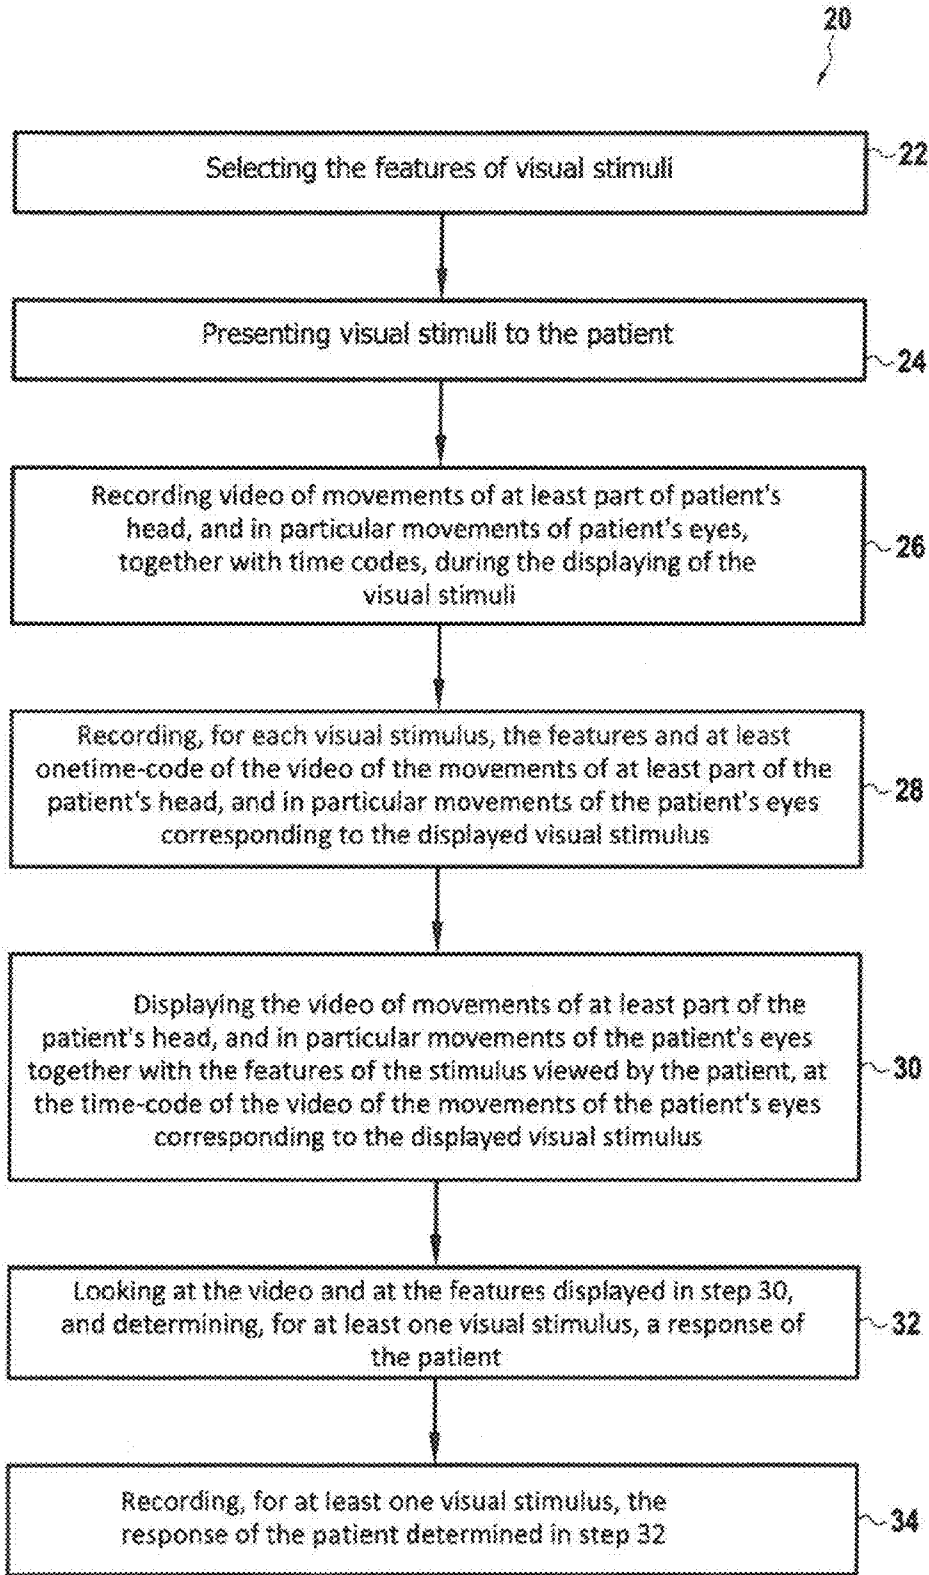 20
Selecting the features of visual stimuli
22
Presenting visual stimuli to the patient
24
Recording video of movements of at least part of patient's
head, and in particular movements of patient's eyes,
together with time codes, during the displaying of the
visual stimuli
26
Recording, for each visual stimulus, the features and at least
onetime-code of the video of the movements of at least part of the
patient's head, and in particular movements of the patient's eyes
corresponding to the displayed visual stimulus
28
Displaying the video of movements of at least part of the
patient's head, and in particular movements of the patient's eyes
together with the features of the stimulus viewed by the patient, at
the time-code of the video of the movements of the patient's eyes
corresponding to the displayed visual stimulus
30
Looking at the video and at the features displayed in step 30,
and determining, for at least one visual stimulus, a response of
the patient
32
Recording, for at least one visual stimulus, the
response of the patient determined in step 32
34